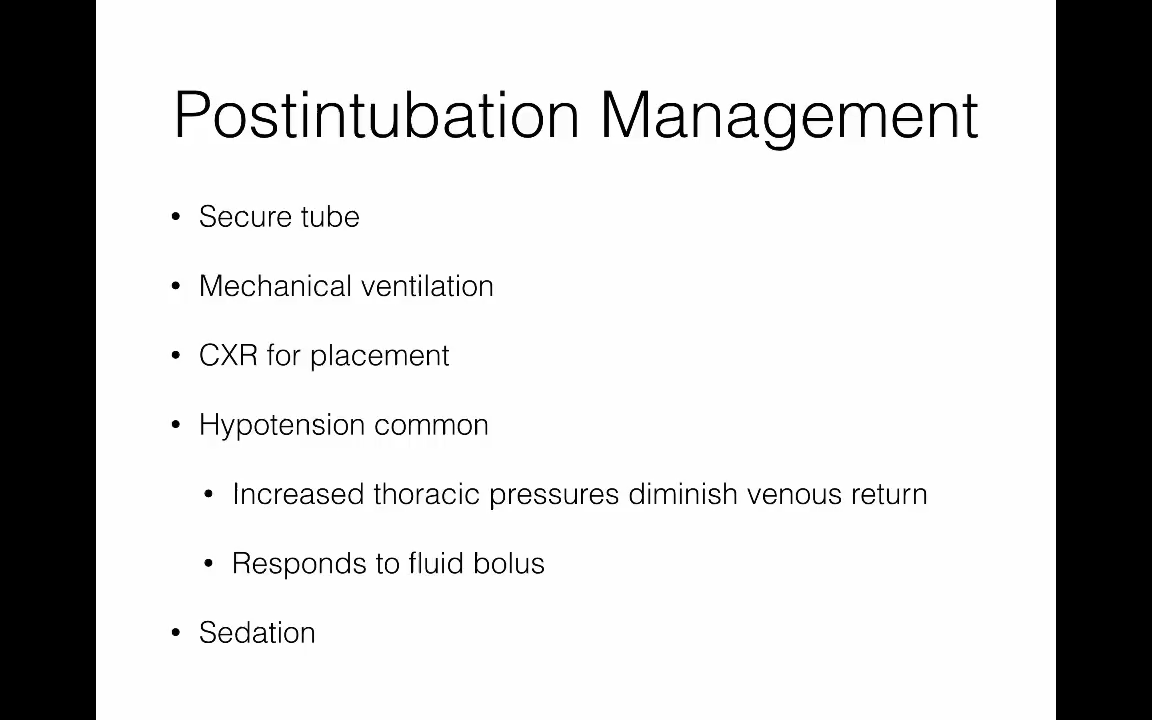 Postintubation Management
• Secure tube
• Mechanical ventilation
• CXR for placement
• Hypotension common
• Increased thoracic pressures diminish venous return
• Responds to fluid bolus
• Sedation